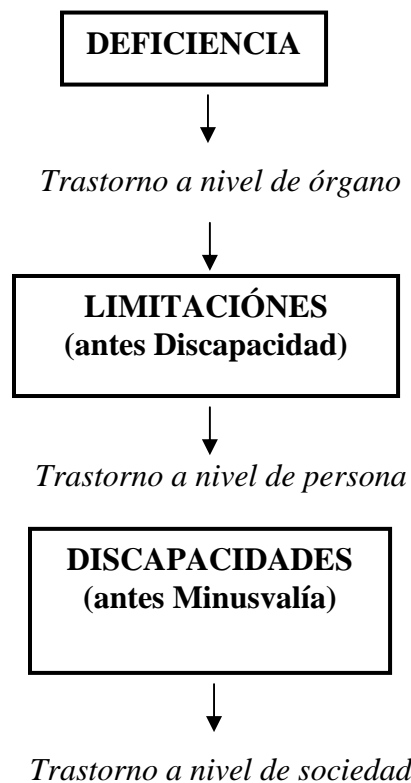 DEFICIENCIA
Trastorno a nivel de órgano
LIMITACIÓNES
(antes Discapacidad)
Trastorno a nivel de persona
DISCAPACIDADES
(antes Minusvalía)
Trastorno a nivel de sociedad